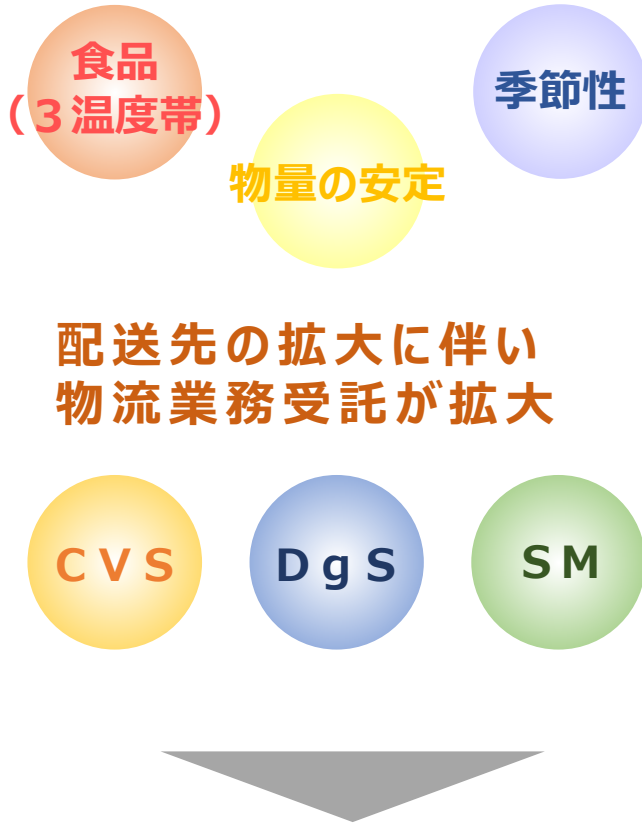 食品
（３温度帯）
季節性
物量の安定
配送先の拡大に伴い
物流業務受託が拡大
ＣＶＳ
ＤｇＳ
ＳＭ